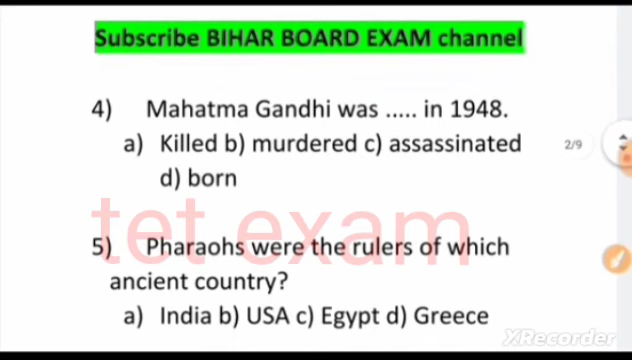 Subscribe BIHAR BOARD EXAM channel
4) Mahatma Gandhi was ..... in 1948.
a) Killed b) murdered c) assassinated
d) born
2/9
tet exam
5) Pharaohs were the rulers of which
ancient country?
a) India b) USA c) Egypt d) Greece
XRecorder